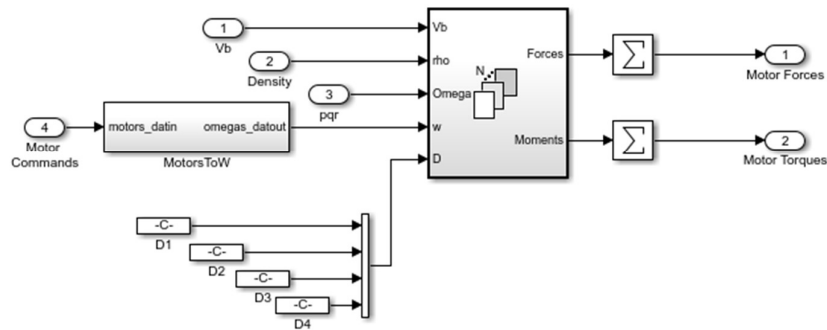 1
Vb
2
Density
3
pqr
4
Motor
Commands
motors_datin
omegas_datout
MotorsToW
Vb
rho
Omega
w
D
N
Forces
Moments
Σ
Σ
1
Motor Forces
2
Motor Torques
-C-
D1
-C-
D2
-C-
D3
-C-
D4